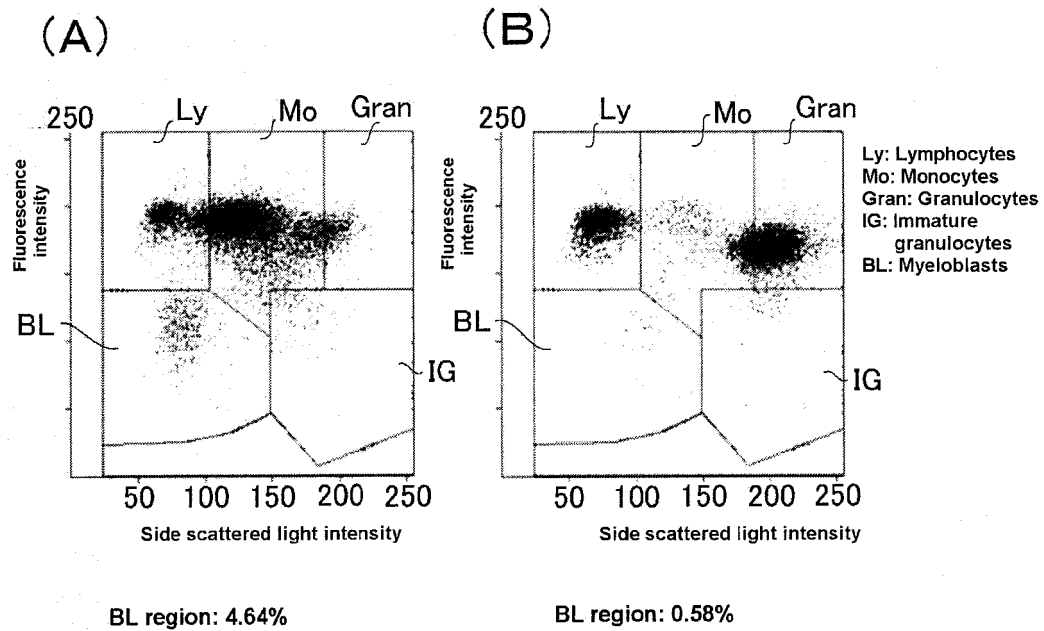 (A)
(B)
Ly Mo Gran
250
Fluorescence
intensity
BL
IG
50 100 150 200 250
Side scattered light intensity
BL region: 4.64%
Ly Mo Gran
250
Fluorescence
intensity
BL
IG
50 100 150 200 250
Side scattered light intensity
BL region: 0.58%
Ly: Lymphocytes
Mo: Monocytes
Gran: Granulocytes
IG: Immature
granulocytes
BL: Myeloblasts